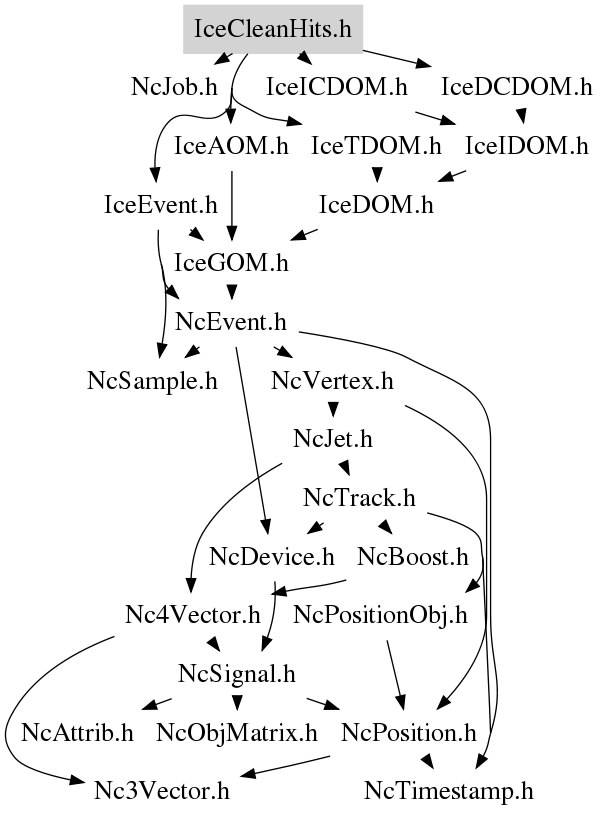 IceCleanHits.h
NcJob.h IceICDOM.h IceDCDOM.h
IceAOM.h IceTDOM.h IceIDOM.h
IceEvent.h IceDOM.h
IceGOM.h
NcEvent.h
NcSample.h NcVertex.h
NcJet.h
NcTrack.h
NcDevice.h NcBoost.h
Nc4Vector.h NcPositionObj.h
NcSignal.h
NcAttrib.h NcObjMatrix.h NcPosition.h
Nc3Vector.h NcTimestamp.h